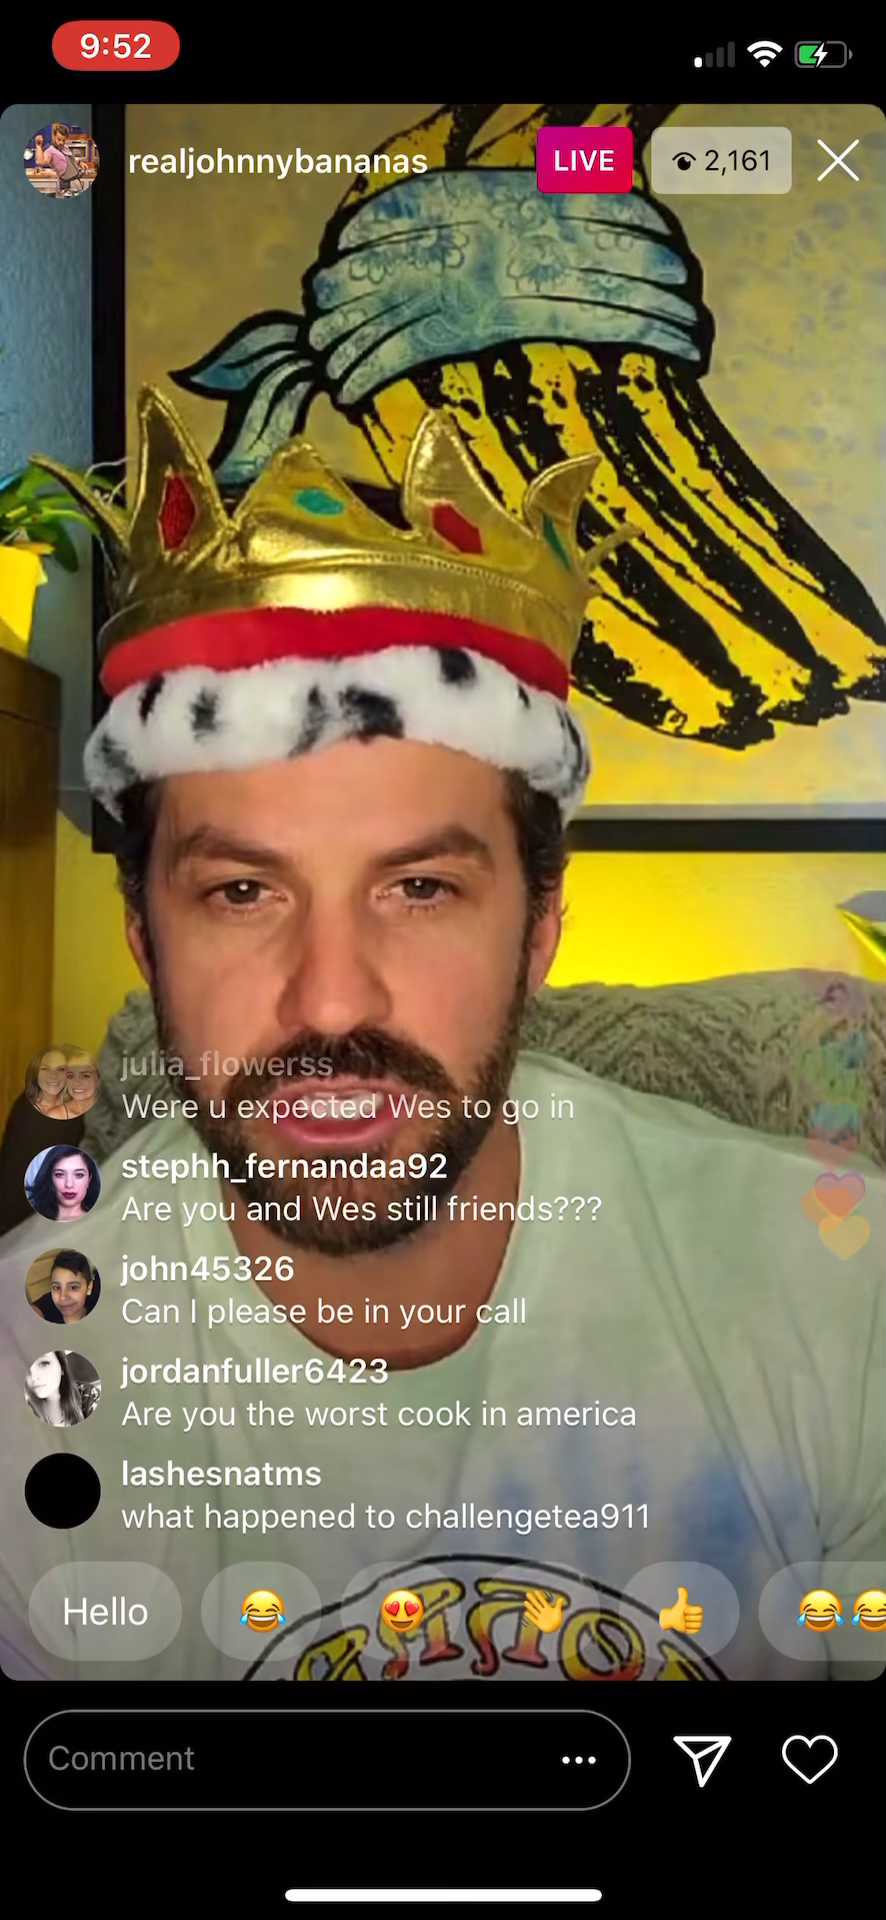 9:52
realjohnnybananas
LIVE
2,161
julia_flowerss
Were u expected Wes to go in
stephh_fernandaa92
Are you and Wes still friends???
john45326
Can I please be in your call
jordanfuller6423
Are you the worst cook in america
lashesnatms
what happened to challengetea911
Hello 😂 😍 👋 👍 😂😂
Comment